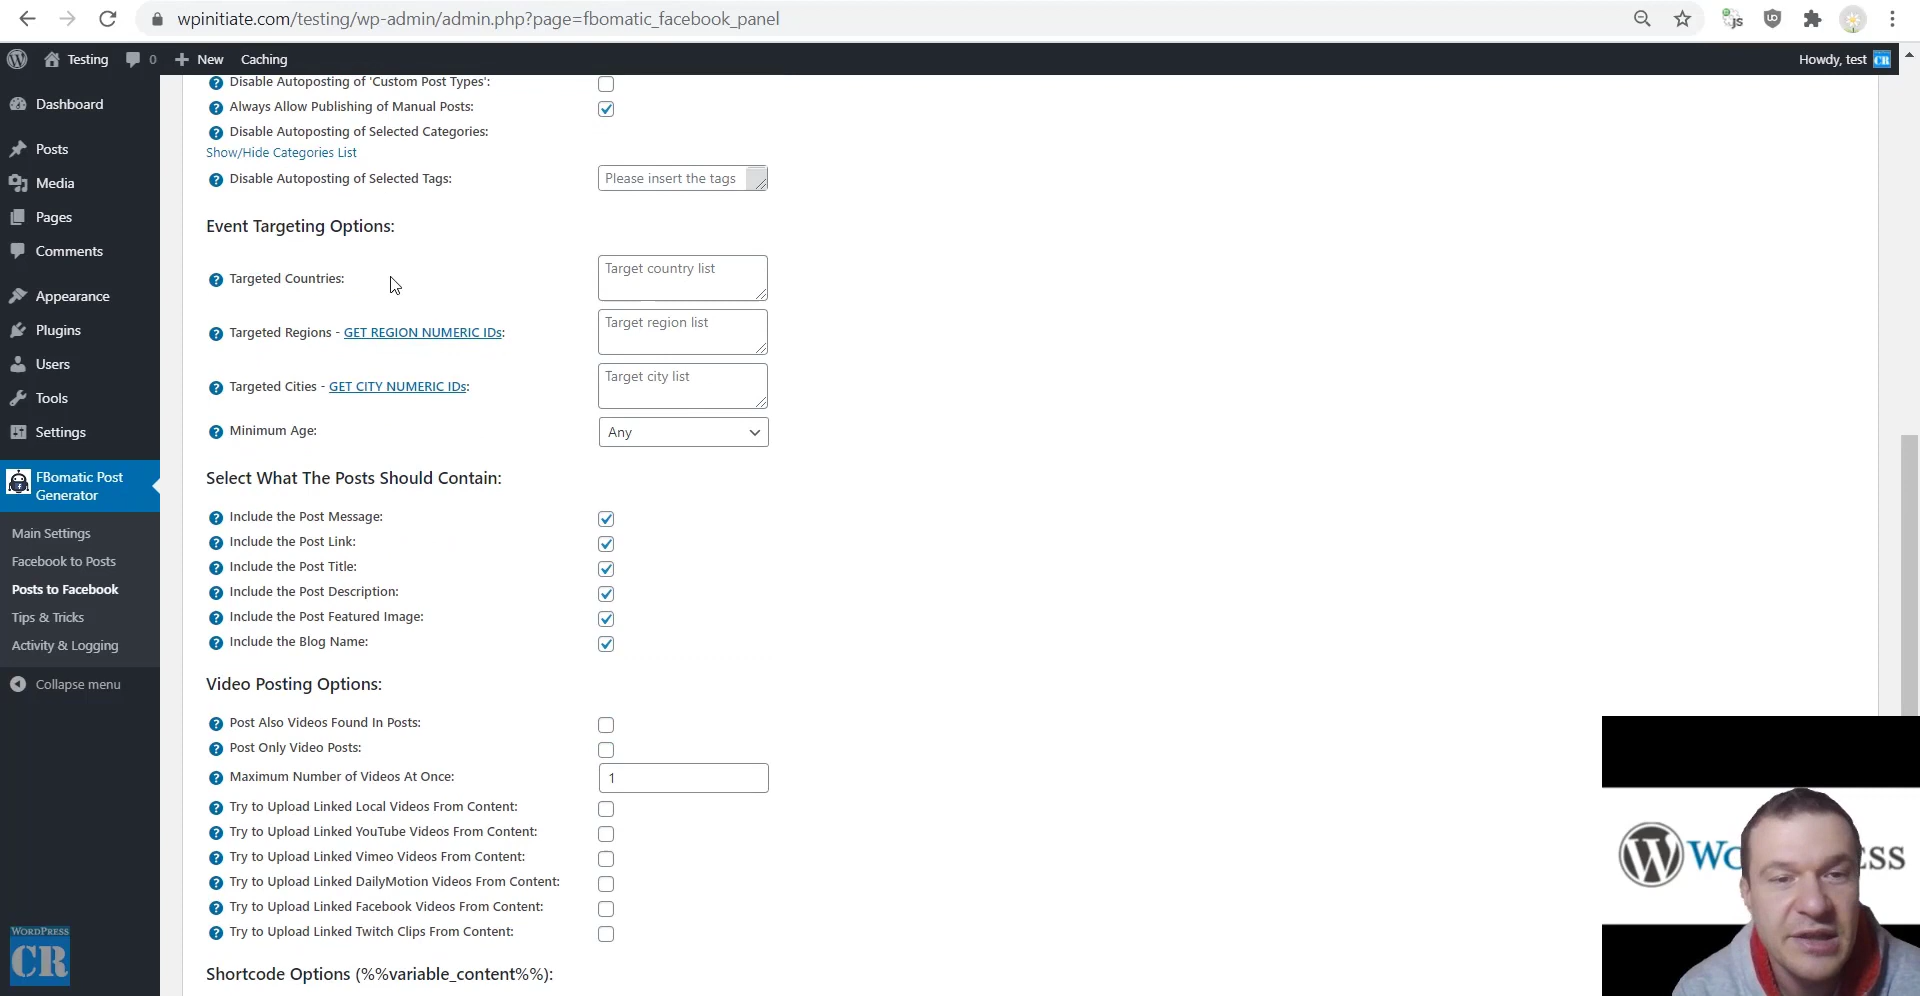 wpinitiate.com/testing/wp-admin/admin.php?page=fbomatic_facebook_panel
Testing 0 New Caching Howdy, test CR
Dashboard
Posts
Media
Pages
Comments
Appearance
Plugins
Users
Tools
Settings
FBomatic Post
Generator
Main Settings
Facebook to Posts
Posts to Facebook
Tips & Tricks
Activity & Logging
Collapse menu
WORDPRESS
CR
Disable Autoposting of 'Custom Post Types':
Always Allow Publishing of Manual Posts:
Disable Autoposting of Selected Categories:
Show/Hide Categories List
Disable Autoposting of Selected Tags: Please insert the tags
Event Targeting Options:
Targeted Countries: Target country list
Targeted Regions - GET REGION NUMERIC IDs: Target region list
Targeted Cities - GET CITY NUMERIC IDs: Target city list
Minimum Age: Any
Select What The Posts Should Contain:
Include the Post Message:
Include the Post Link:
Include the Post Title:
Include the Post Description:
Include the Post Featured Image:
Include the Blog Name:
Video Posting Options:
Post Also Videos Found In Posts:
Post Only Video Posts:
Maximum Number of Videos At Once: 1
Try to Upload Linked Local Videos From Content:
Try to Upload Linked YouTube Videos From Content:
Try to Upload Linked Vimeo Videos From Content:
Try to Upload Linked DailyMotion Videos From Content:
Try to Upload Linked Facebook Videos From Content:
Try to Upload Linked Twitch Clips From Content:
Shortcode Options (%%variable_content%%):